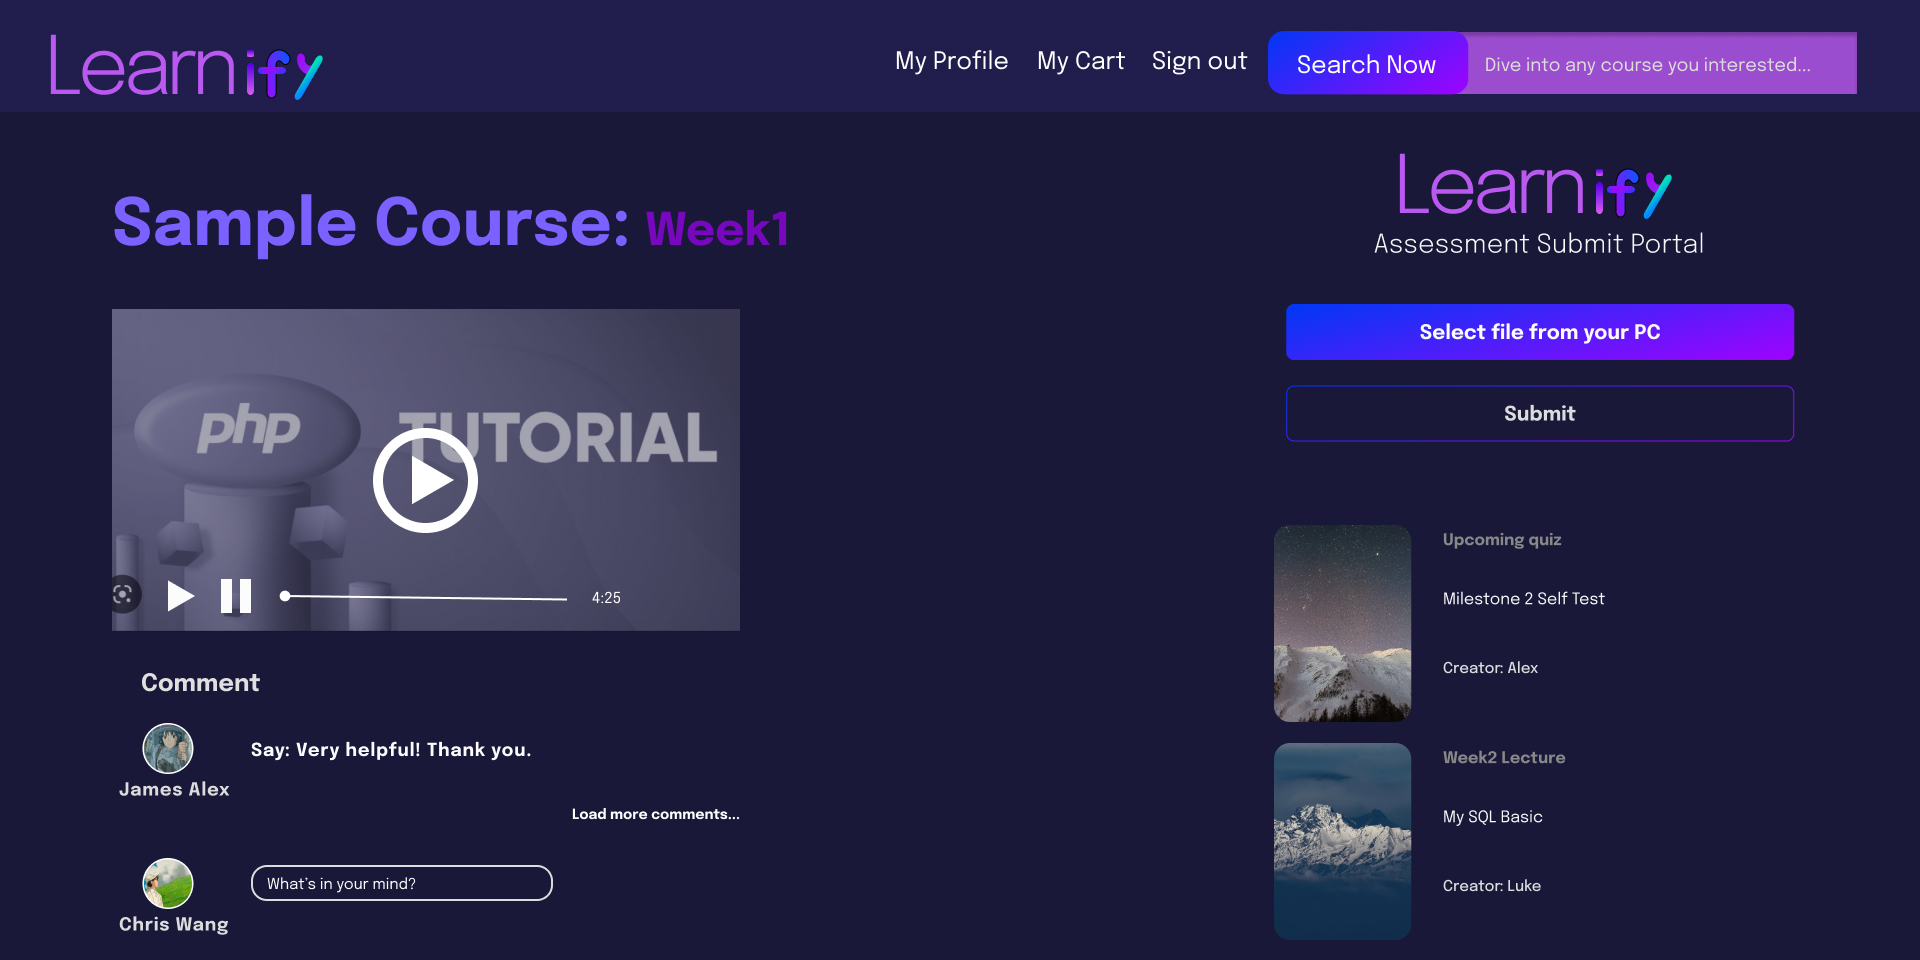 Learnify
My Profile
My Cart
Sign out
Search Now
Dive into any course you interested...
Sample Course: Week1
php
TUTORIAL
4:25
Comment
Say: Very helpful! Thank you.
James Alex
Load more comments...
What's in your mind?
Chris Wang
Learnify
Assessment Submit Portal
Select file from your PC
Submit
Upcoming quiz
Milestone 2 Self Test
Creator: Alex
Week2 Lecture
My SQL Basic
Creator: Luke